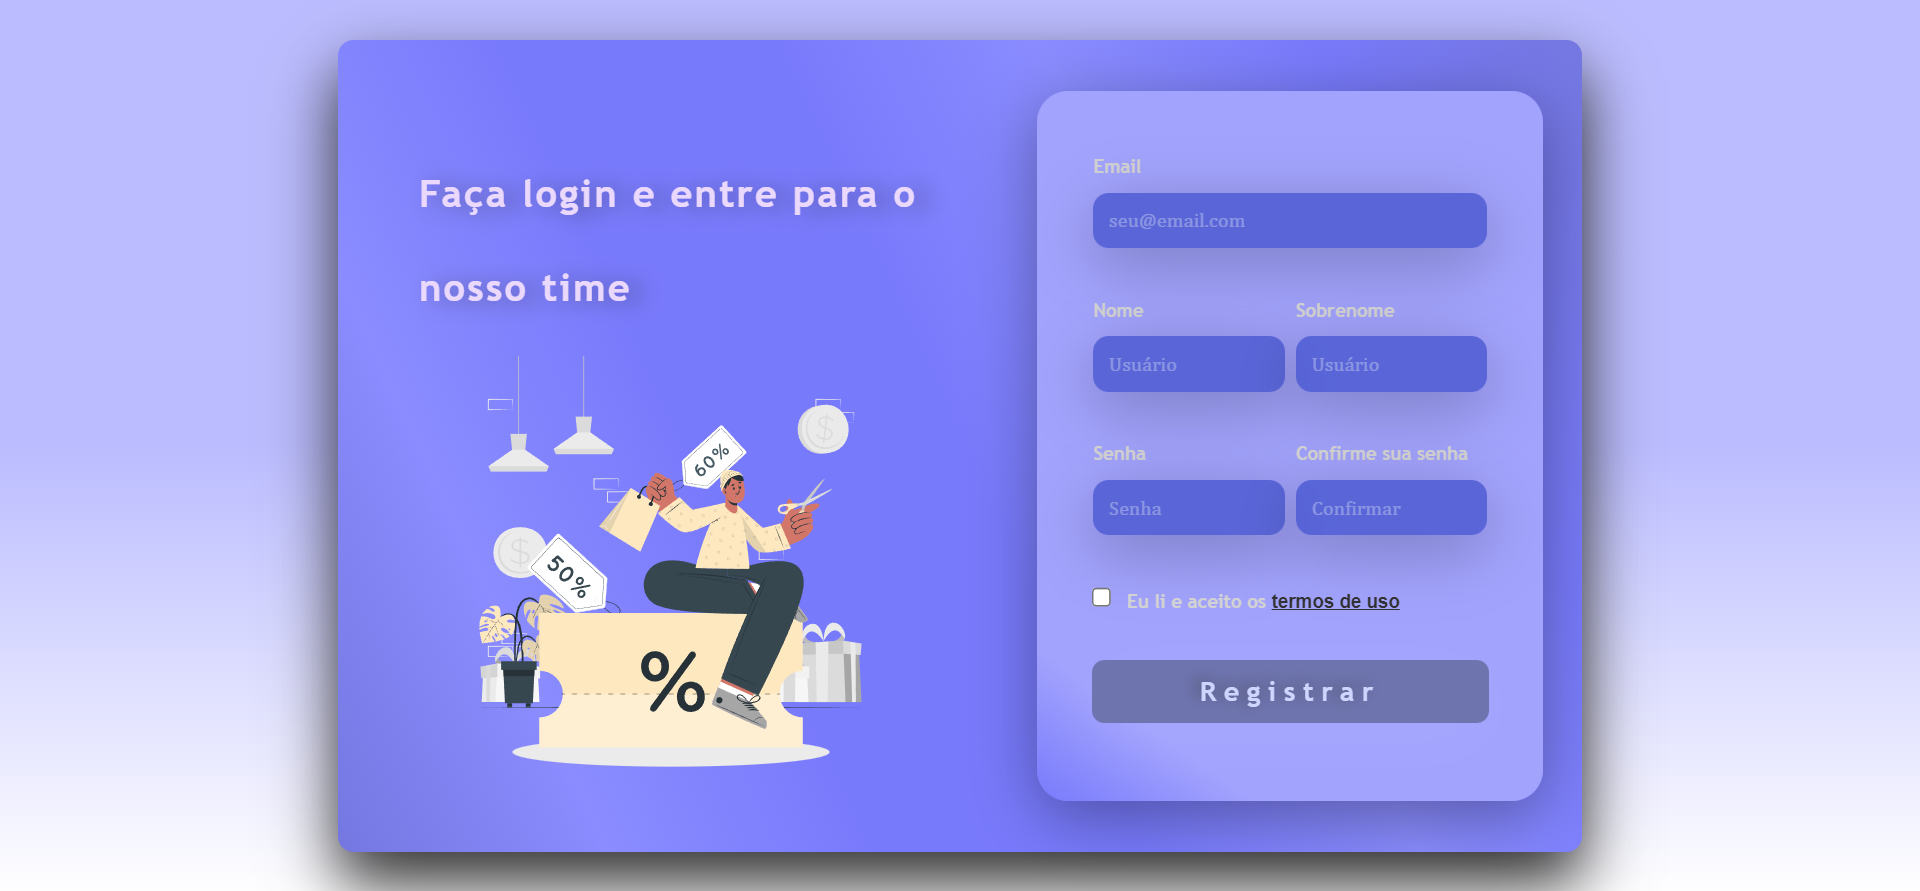 Faça login e entre para o
nosso time
60%
50%
%
Email
seu@email.com
Nome Sobrenome
Usuário Usuário
Senha Confirme sua senha
Senha Confirmar
Eu li e aceito os termos de uso
Registrar